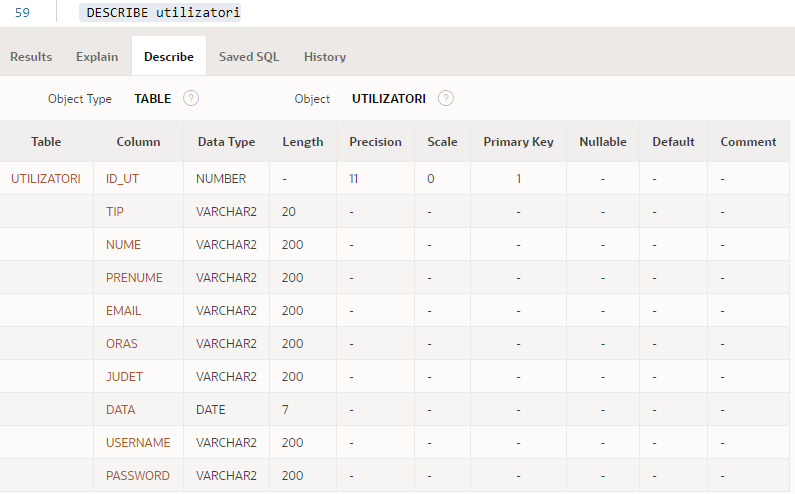 59 DESCRIBE utilizatori
Results Explain Describe Saved SQL History
Object Type TABLE ? Object UTILIZATORI ?
Table Column Data Type Length Precision Scale Primary Key Nullable Default Comment
UTILIZATORI ID_UT NUMBER - 11 0 1 - - -
TIP VARCHAR2 20 - - - - - -
NUME VARCHAR2 200 - - - - - -
PRENUME VARCHAR2 200 - - - - - -
EMAIL VARCHAR2 200 - - - - - -
ORAS VARCHAR2 200 - - - - - -
JUDET VARCHAR2 200 - - - - - -
DATA DATE 7 - - - - - -
USERNAME VARCHAR2 200 - - - - - -
PASSWORD VARCHAR2 200 - - - - - -